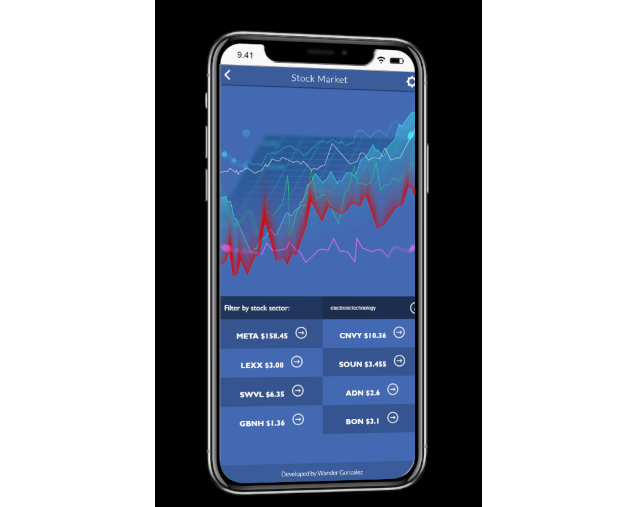 9.41
Stock Market
Filter by stock sector: electronictechnology
META $158.45 CNVY $10.36
LEXX $3.08 SOUN $3.455
SWVL $6.35 ADN $2.6
GBNH $1.36 BON $3.1
Developed by Wander Gonzalez